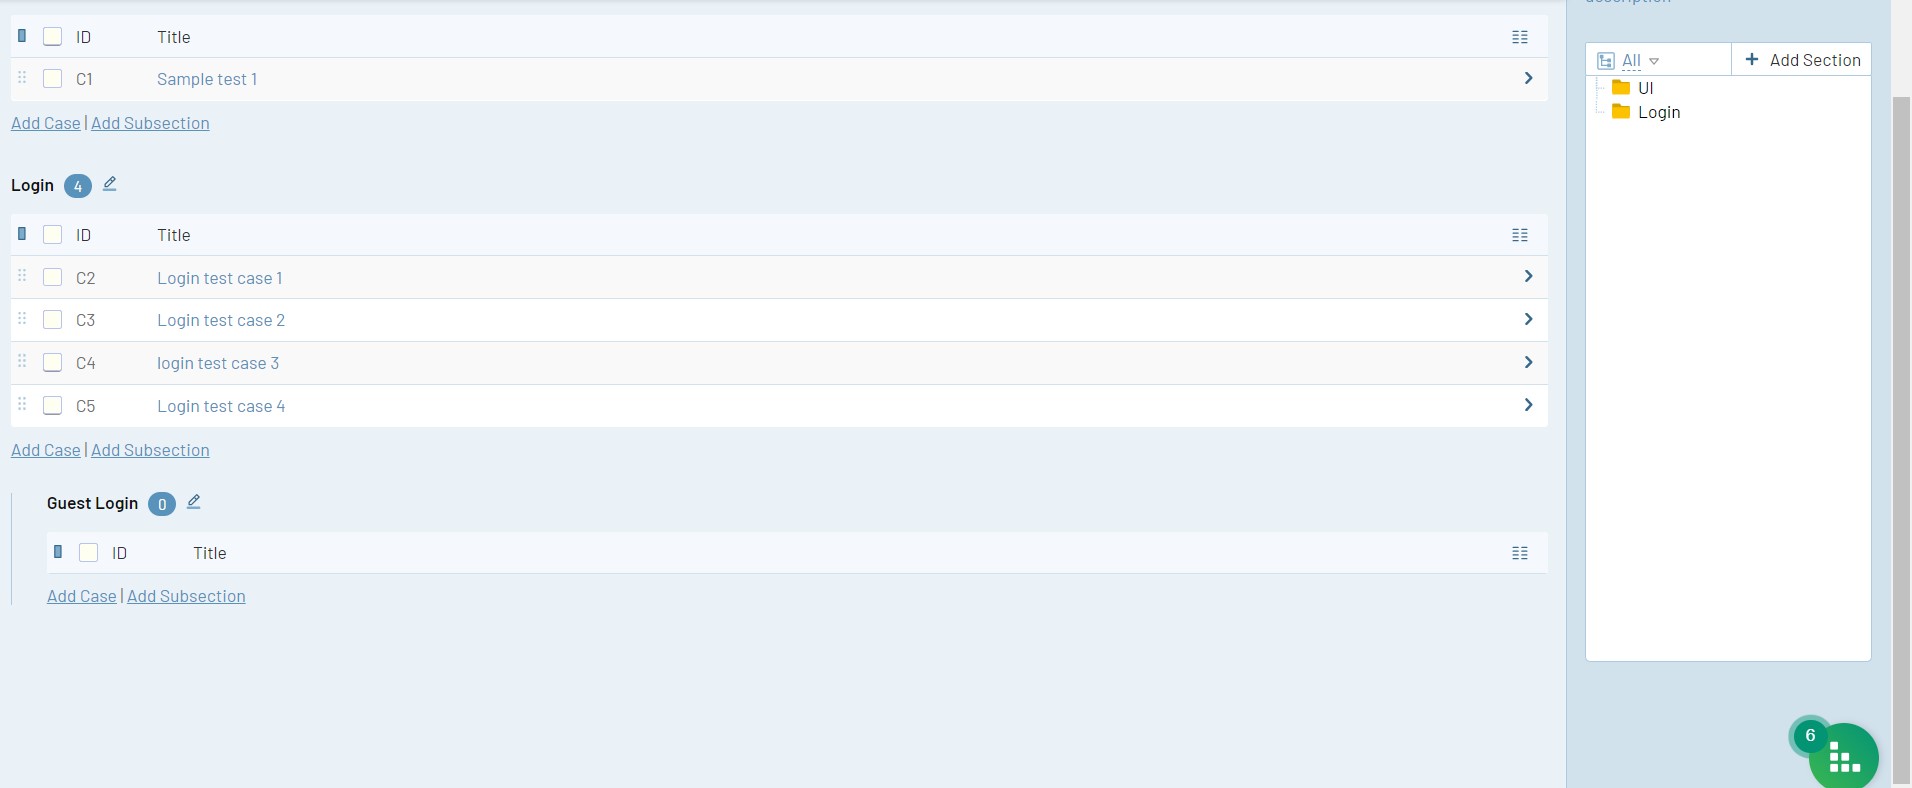 description
ID Title
C1 Sample test 1
Add Case | Add Subsection
Login 4
ID Title
C2 Login test case 1
C3 Login test case 2
C4 login test case 3
C5 Login test case 4
Add Case | Add Subsection
Guest Login 0
ID Title
Add Case | Add Subsection
All + Add Section
UI
Login
6